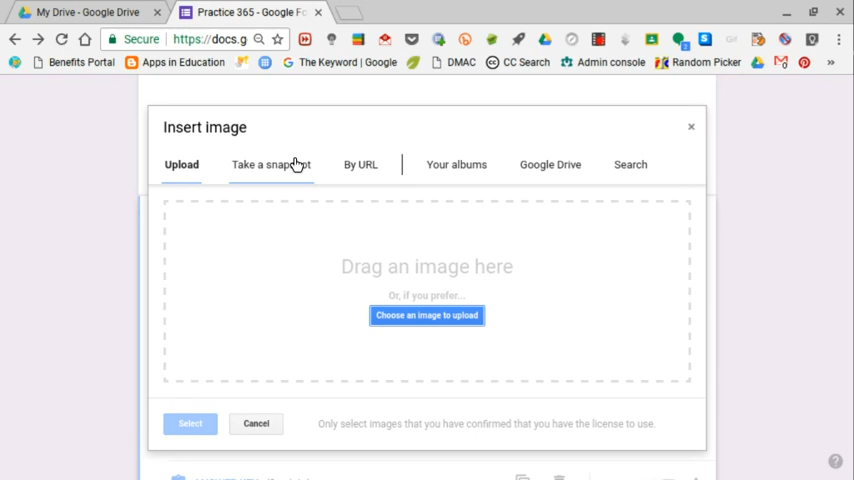 My Drive - Google Drive
Practice 365 - Google Fo
Secure
https://docs.g
Benefits Portal
Apps in Education
The Keyword | Google
DMAC
CC Search
Admin console
Random Picker
»
Insert image
Upload
Take a snapshot
By URL
Your albums
Google Drive
Search
Drag an image here
Or, if you prefer...
Choose an image to upload
Select
Cancel
Only select images that you have confirmed that you have the license to use.